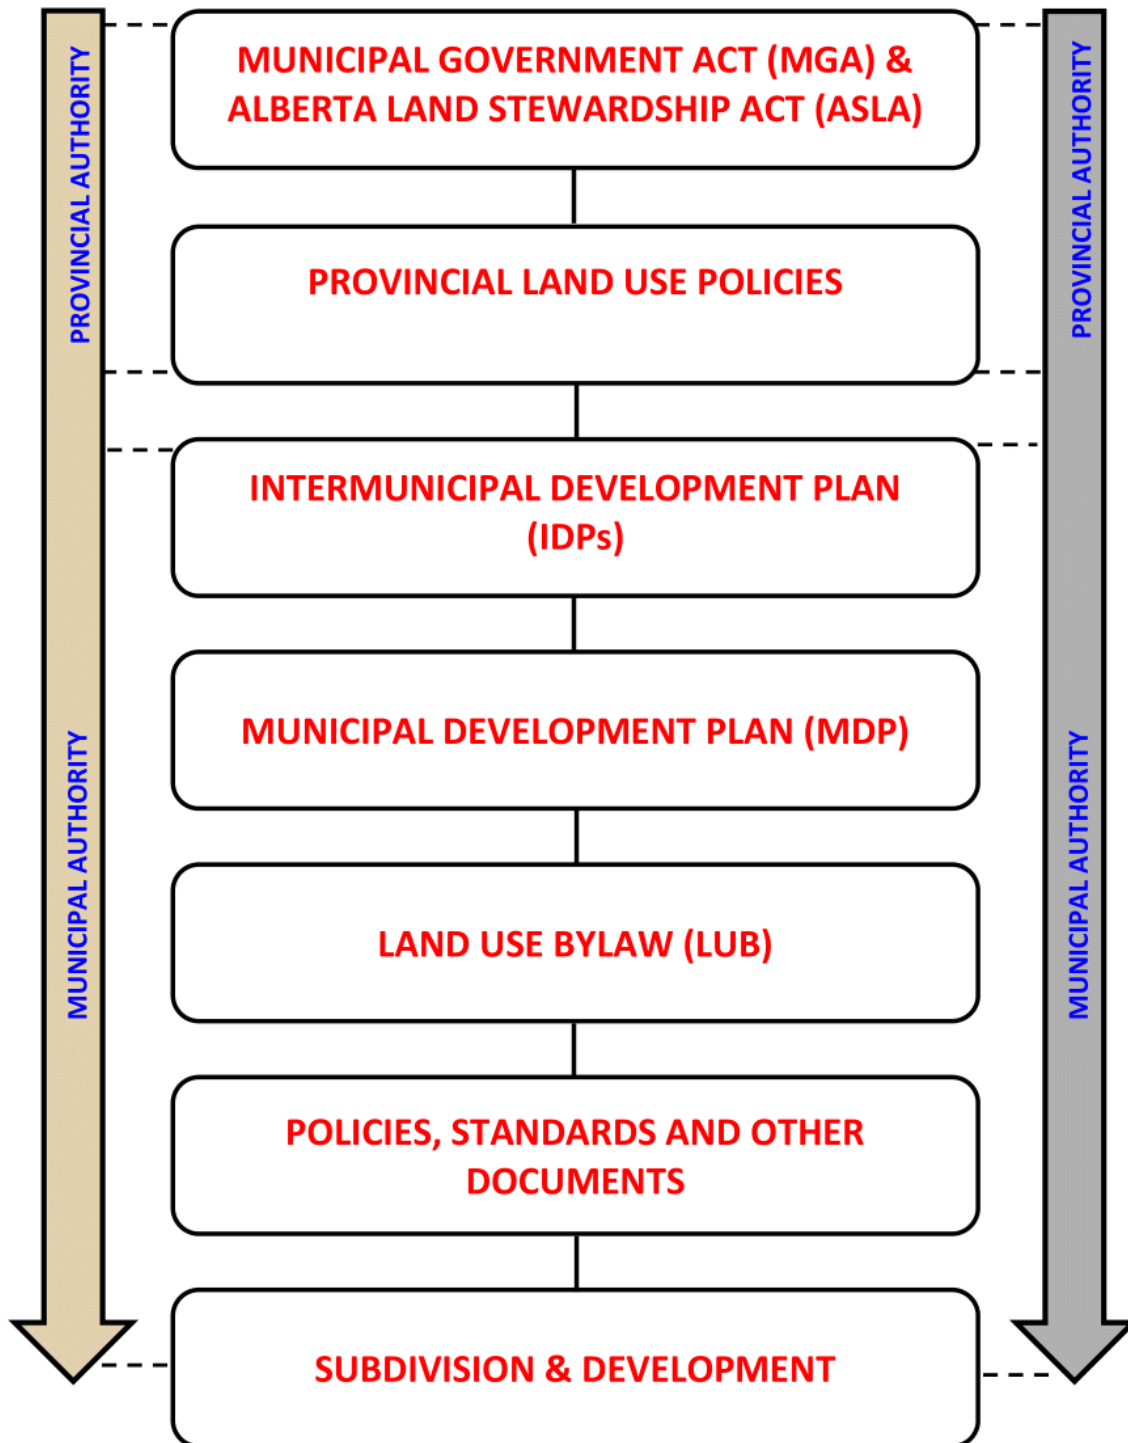 MUNICIPAL GOVERNMENT ACT (MGA) &
ALBERTA LAND STEWARDSHIP ACT (ASLA)
PROVINCIAL AUTHORITY
PROVINCIAL AUTHORITY
PROVINCIAL LAND USE POLICIES
INTERMUNICIPAL DEVELOPMENT PLAN
(IDPs)
MUNICIPAL DEVELOPMENT PLAN (MDP)
MUNICIPAL AUTHORITY
MUNICIPAL AUTHORITY
LAND USE BYLAW (LUB)
POLICIES, STANDARDS AND OTHER
DOCUMENTS
SUBDIVISION & DEVELOPMENT